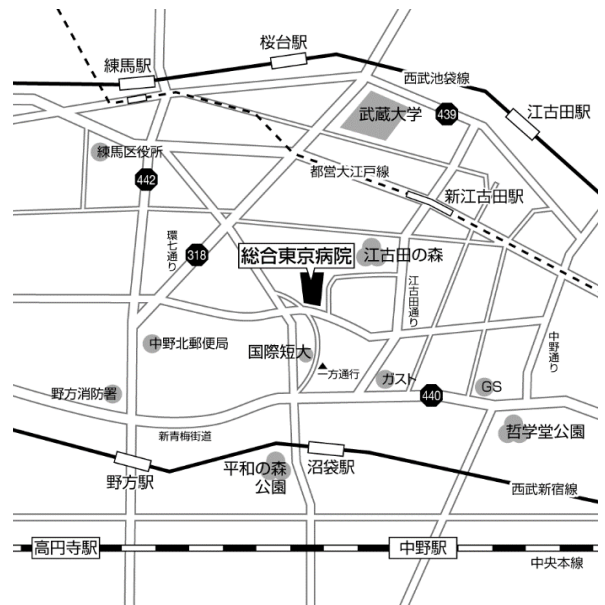 桜台駅
練馬駅
西武池袋線
武蔵大学
439
江古田駅
練馬区役所
都営大江戸線
442
新江古田駅
環七通り
318
総合東京病院
江古田の森
江古田通り
中野通り
中野北郵便局
国際短大
一方通行
ガスト
GS
野方消防署
440
新青梅街道
哲学堂公園
野方駅
平和の森
公園
沼袋駅
西武新宿線
高円寺駅
中野駅
中央本線